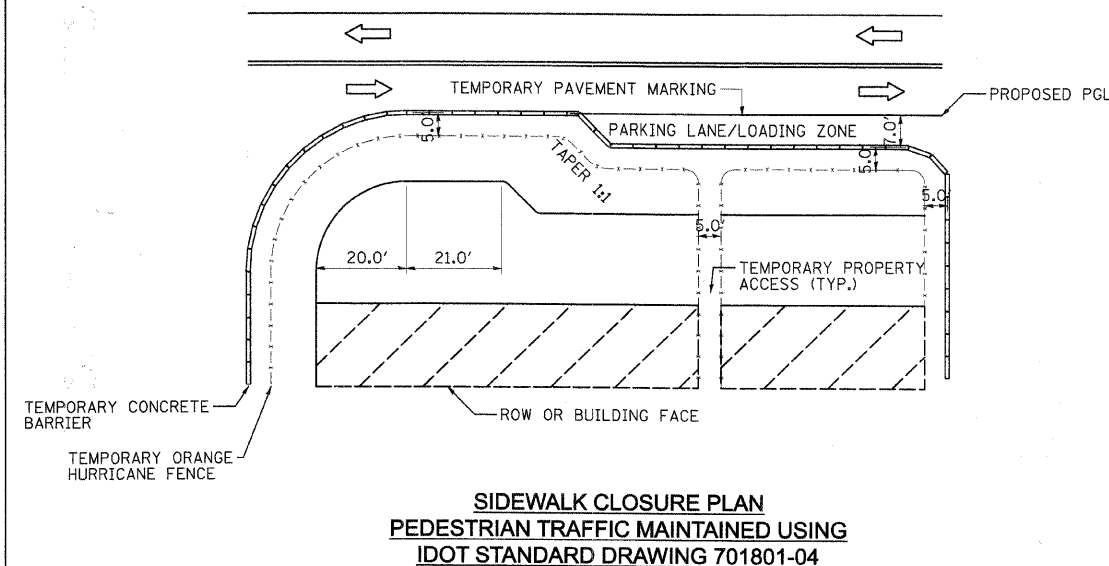 TEMPORARY PAVEMENT MARKING
PROPOSED PGL
PARKING LANE/LOADING ZONE
7.0'
5.0'
5.0'
TAPER 1:1
5.0'
5.0
20.0'
21.0'
TEMPORARY PROPERTY
ACCESS (TYP.)
TEMPORARY CONCRETE
BARRIER
ROW OR BUILDING FACE
TEMPORARY ORANGE
HURRICANE FENCE
SIDEWALK CLOSURE PLAN
PEDESTRIAN TRAFFIC MAINTAINED USING
IDOT STANDARD DRAWING 701801-04